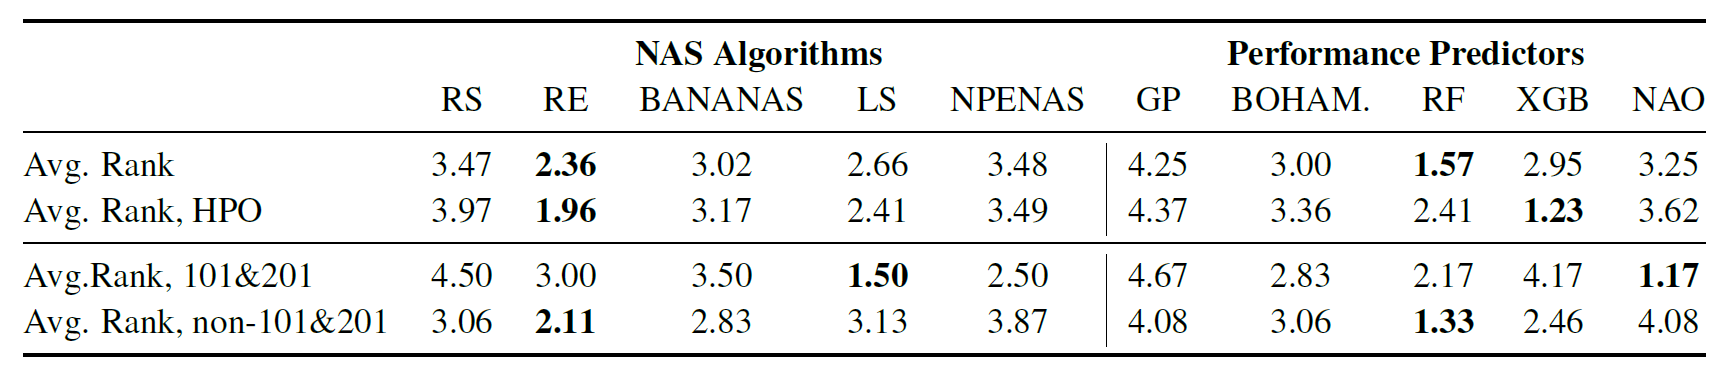 NAS Algorithms Performance Predictors
RS RE BANANAS LS NPENAS GP BOHAM. RF XGB NAO
Avg. Rank 3.47 2.36 3.02 2.66 3.48 4.25 3.00 1.57 2.95 3.25
Avg. Rank, HPO 3.97 1.96 3.17 2.41 3.49 4.37 3.36 2.41 1.23 3.62
Avg.Rank, 101&201 4.50 3.00 3.50 1.50 2.50 4.67 2.83 2.17 4.17 1.17
Avg. Rank, non-101&201 3.06 2.11 2.83 3.13 3.87 4.08 3.06 1.33 2.46 4.08